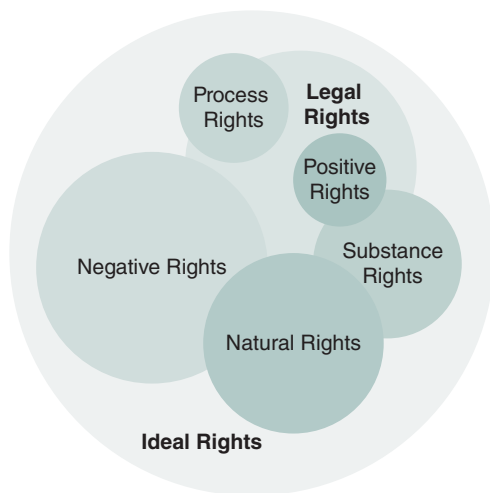 Process
Rights
Legal
Rights
Positive
Rights
Substance
Rights
Negative Rights
Natural Rights
Ideal Rights